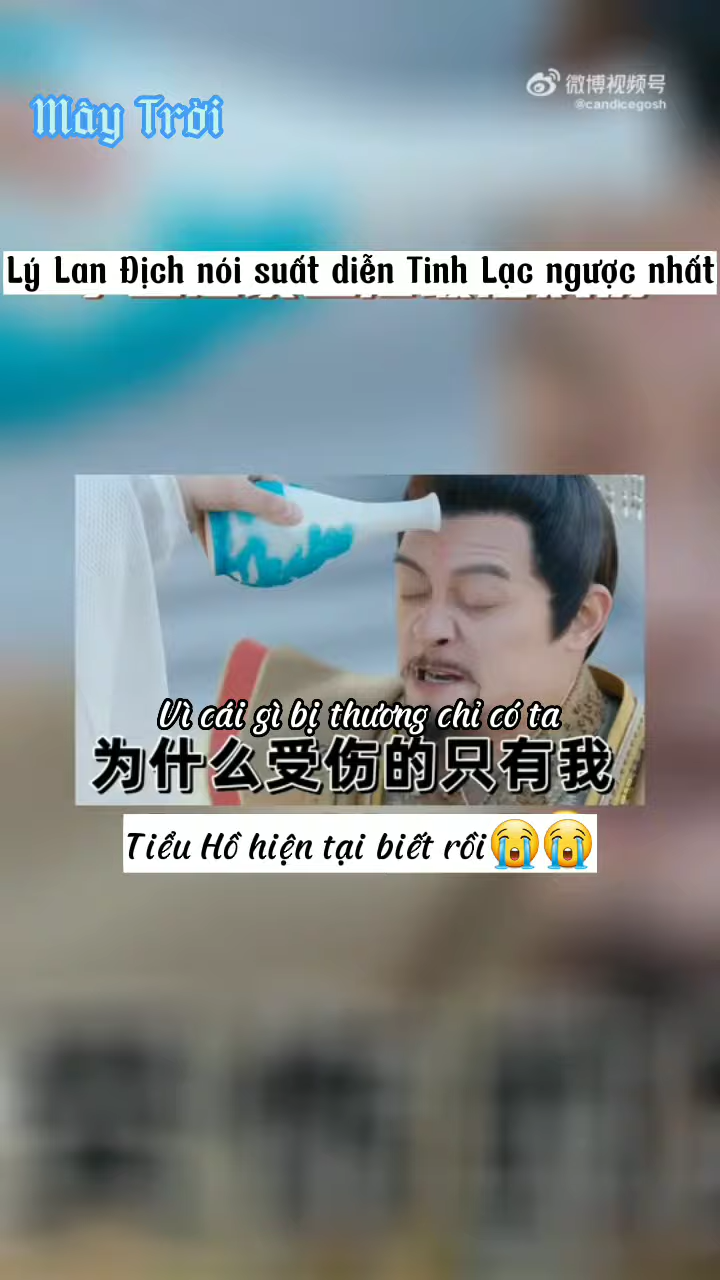 微博视频号
@candicegosh
Mây Trời
Lý Lan Địch nói suất diễn Tinh Lạc ngược nhất
Vì cái gì bị thương chỉ có ta
为什么受伤的只有我
Tiểu Hồ hiện tại biết rồi😭😭